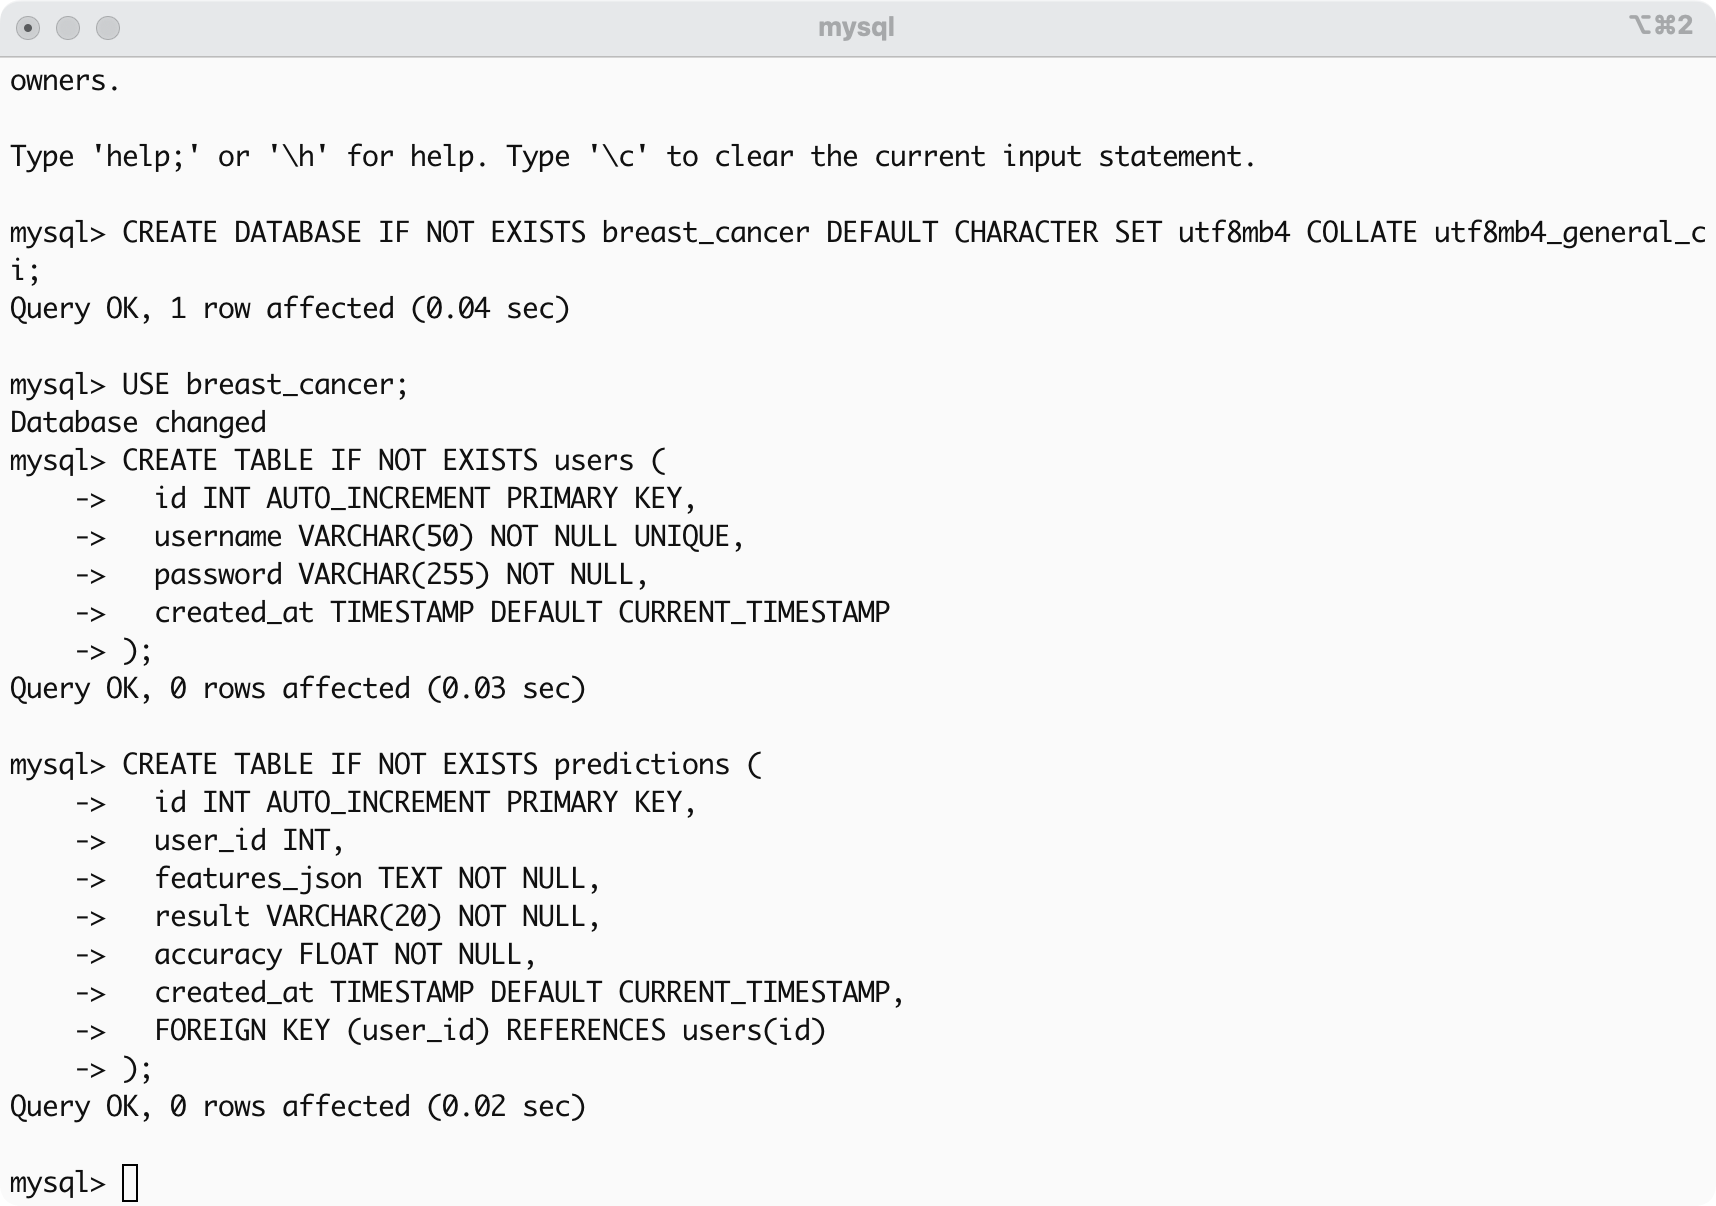 mysql
⌥⌘2
owners.
Type 'help;' or '\h' for help. Type '\c' to clear the current input statement.
mysql> CREATE DATABASE IF NOT EXISTS breast_cancer DEFAULT CHARACTER SET utf8mb4 COLLATE utf8mb4_general_c
i;
Query OK, 1 row affected (0.04 sec)
mysql> USE breast_cancer;
Database changed
mysql> CREATE TABLE IF NOT EXISTS users (
    ->   id INT AUTO_INCREMENT PRIMARY KEY,
    ->   username VARCHAR(50) NOT NULL UNIQUE,
    ->   password VARCHAR(255) NOT NULL,
    ->   created_at TIMESTAMP DEFAULT CURRENT_TIMESTAMP
    -> );
Query OK, 0 rows affected (0.03 sec)
mysql> CREATE TABLE IF NOT EXISTS predictions (
    ->   id INT AUTO_INCREMENT PRIMARY KEY,
    ->   user_id INT,
    ->   features_json TEXT NOT NULL,
    ->   result VARCHAR(20) NOT NULL,
    ->   accuracy FLOAT NOT NULL,
    ->   created_at TIMESTAMP DEFAULT CURRENT_TIMESTAMP,
    ->   FOREIGN KEY (user_id) REFERENCES users(id)
    -> );
Query OK, 0 rows affected (0.02 sec)
mysql>